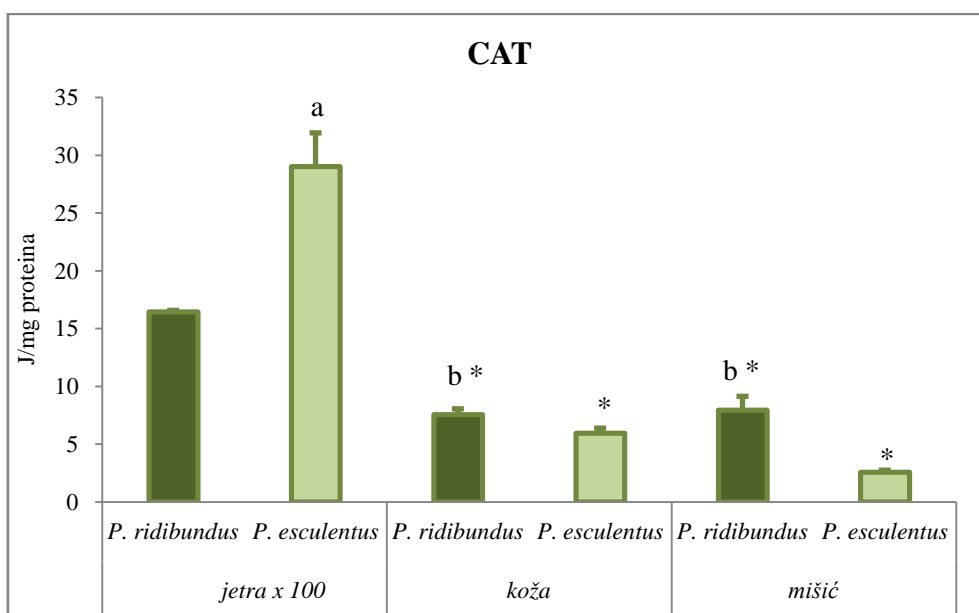 CAT
35
30
25
20
15
10
5
0
J/mg proteina
a
b *
*
b *
*
P. ridibundus P. esculentus P. ridibundus P. esculentus P. ridibundus P. esculentus
jetra x 100 koža mišić